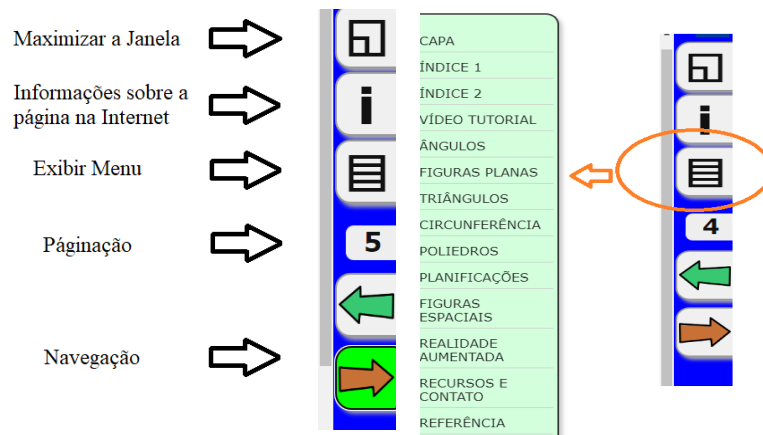 Maximizar a Janela
Informações sobre a
página na Internet
Exibir Menu
Páginação
Navegação
i
5
CAPA
ÍNDICE 1
ÍNDICE 2
VÍDEO TUTORIAL
ÂNGULOS
FIGURAS PLANAS
TRIÂNGULOS
CIRCUNFERÊNCIA
POLIEDROS
PLANIFICAÇÕES
FIGURAS
ESPACIAIS
REALIDADE
AUMENTADA
RECURSOS E
CONTATO
REFERÊNCIA
i
4